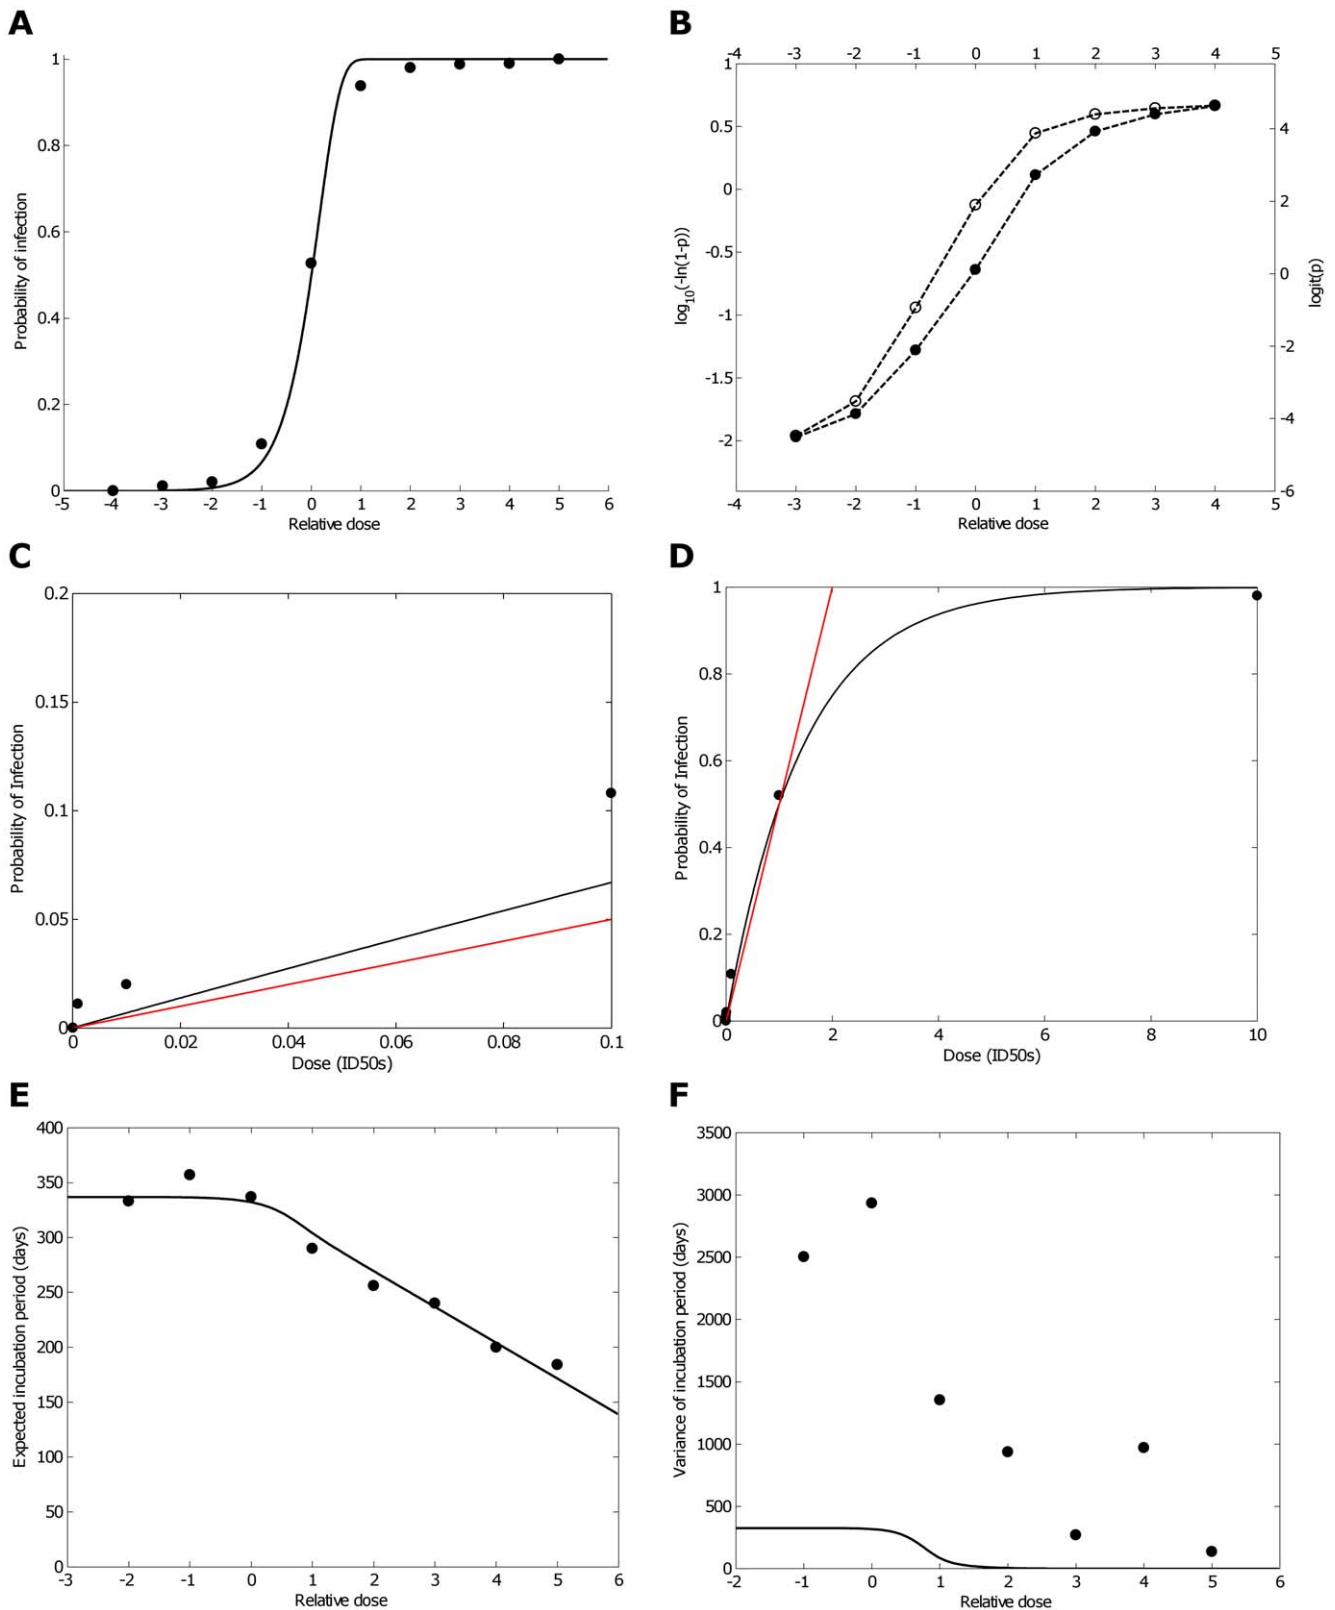 A
1
0.8
0.6
0.4
0.2
0
Probability of infection
-5 -4 -3 -2 -1 0 1 2 3 4 5 6
Relative dose
B
-4 -3 -2 -1 0 1 2 3 4 5
1
0.5
0
-0.5
-1
-1.5
-2
log10(-ln(1-p))
4
2
0
-2
-4
-6
logit(p)
-4 -3 -2 -1 0 1 2 3 4 5
Relative dose
C
0.2
0.15
0.1
0.05
0
Probability of Infection
0 0.02 0.04 0.06 0.08 0.1
Dose (ID50s)
D
1
0.8
0.6
0.4
0.2
0
Probability of Infection
0 2 4 6 8 10
Dose (ID50s)
E
400
350
300
250
200
150
100
50
0
Expected incubation period (days)
-3 -2 -1 0 1 2 3 4 5 6
Relative dose
F
3500
3000
2500
2000
1500
1000
500
0
Variance of incubation period (days)
-2 -1 0 1 2 3 4 5 6
Relative dose